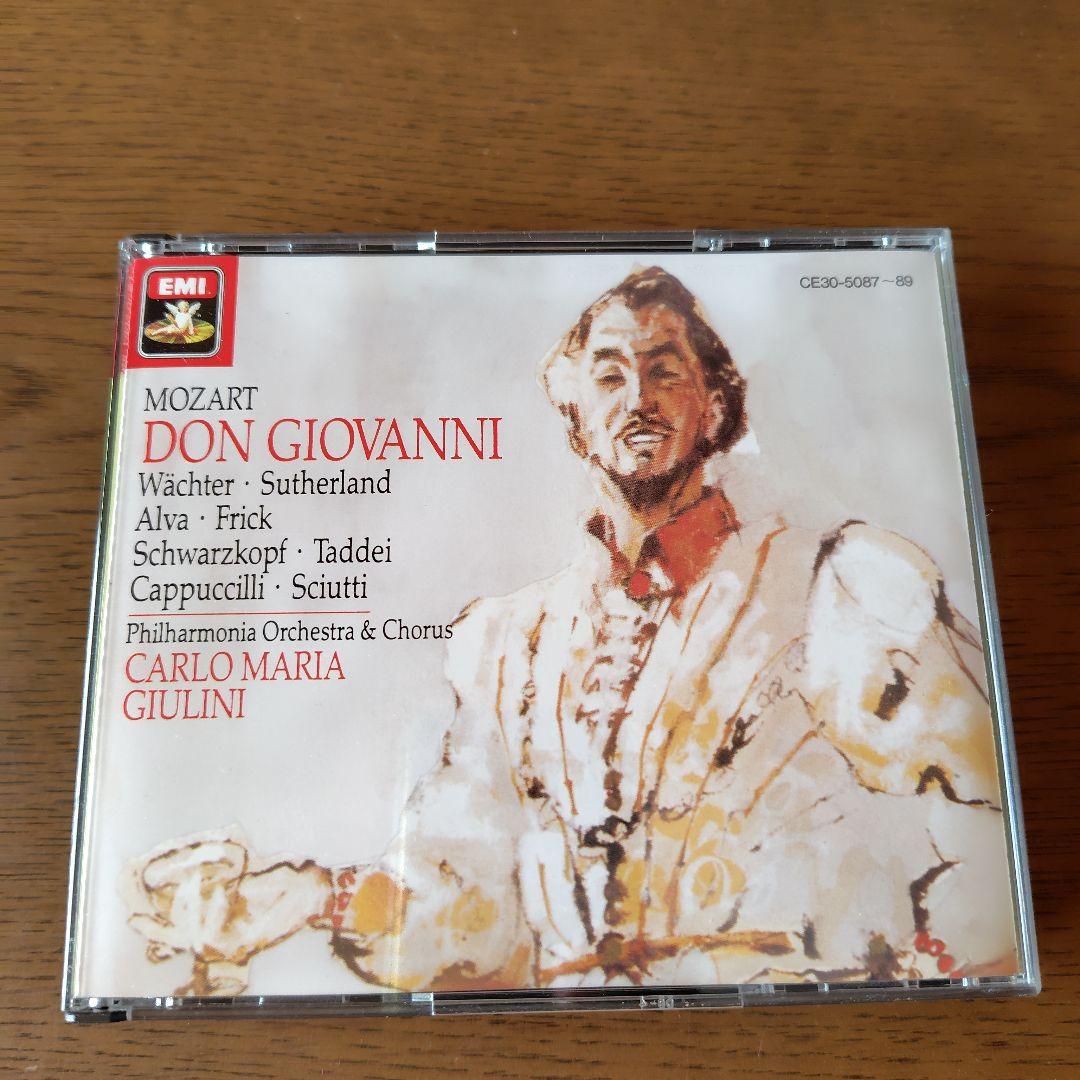 EMI
CE30-5087～89
MOZART
DON GIOVANNI
Wächter · Sutherland
Alva · Frick
Schwarzkopf · Taddei
Cappuccilli · Sciutti
Philharmonia Orchestra & Chorus
CARLO MARIA
GIULINI